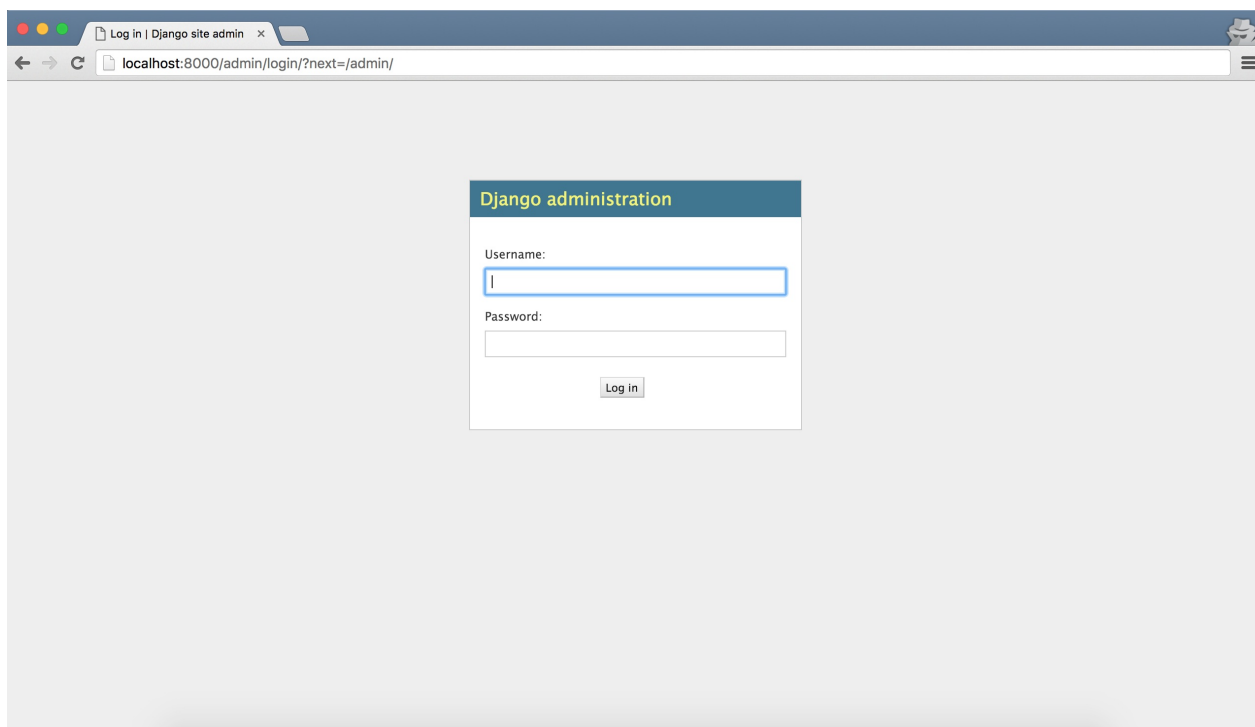 Log in | Django site admin
localhost:8000/admin/login/?next=/admin/
Django administration
Username:
Password:
Log in